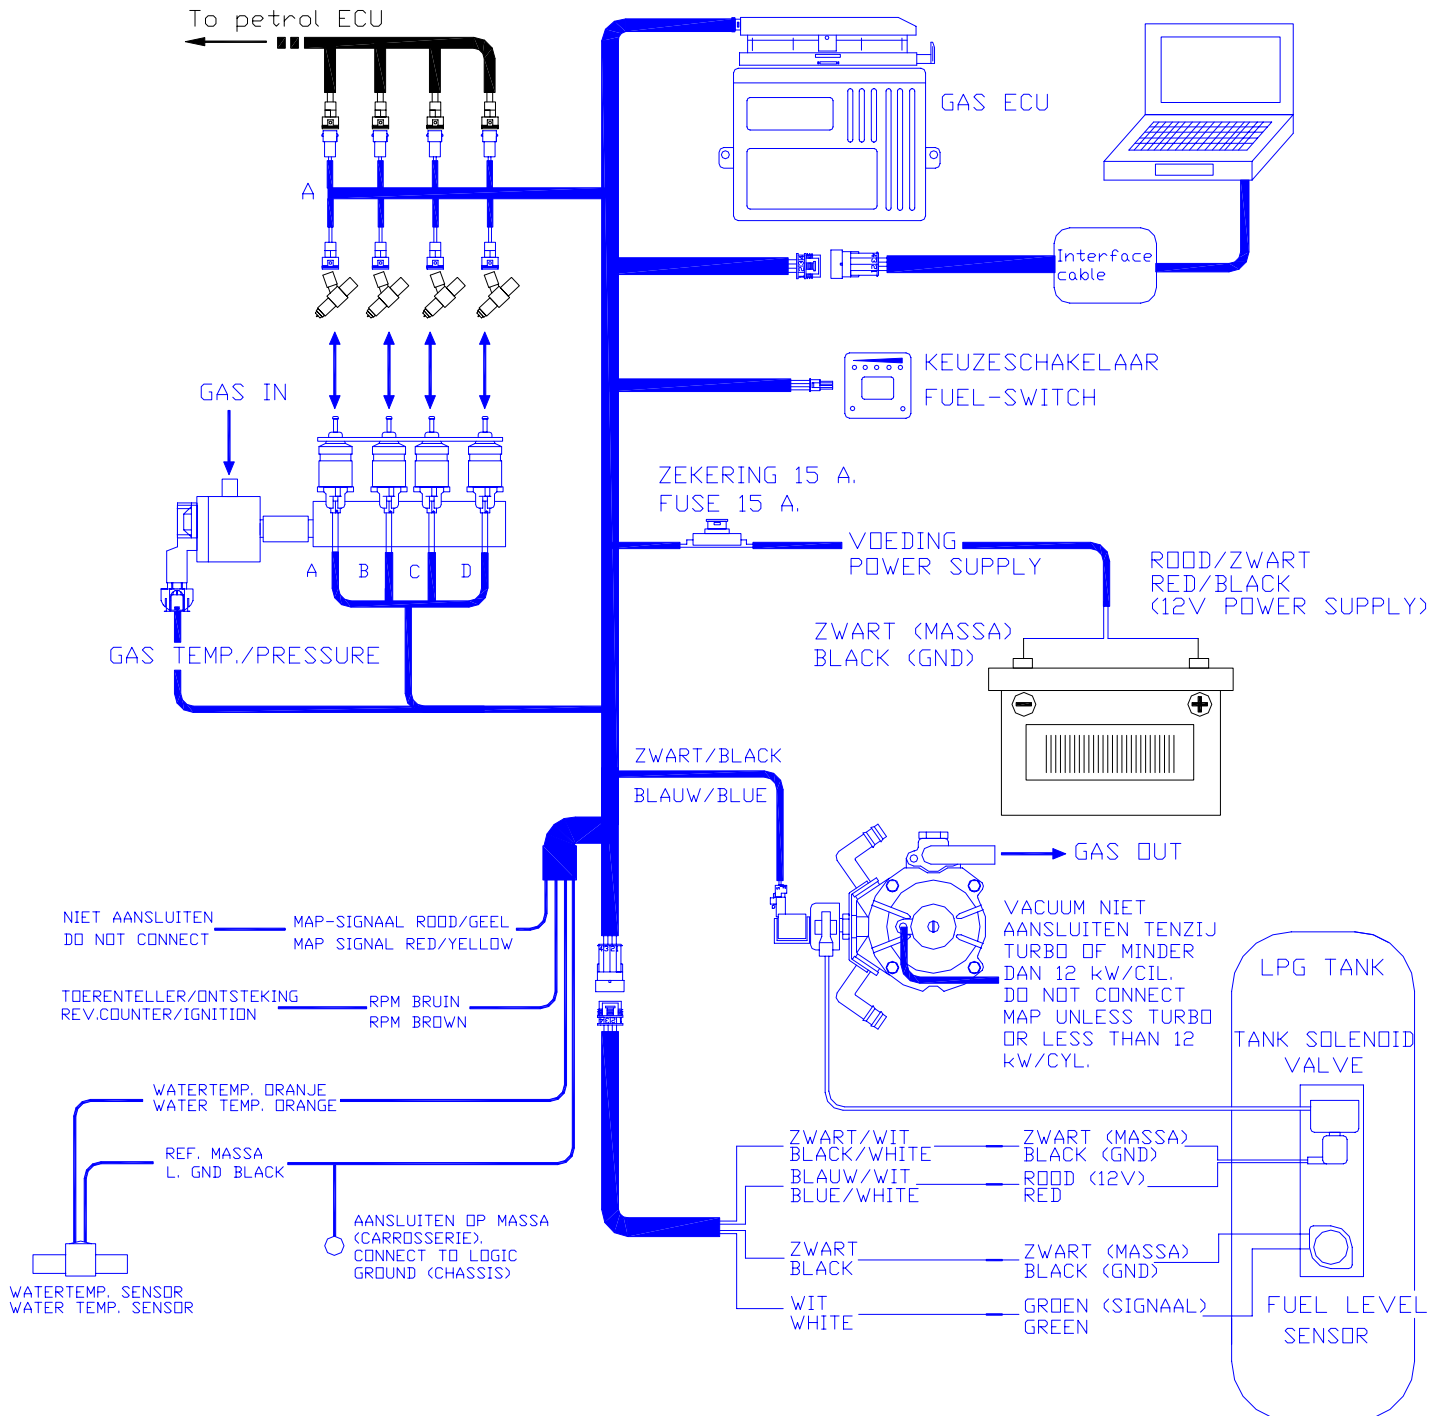 To petrol ECU
GAS ECU
A
Interface
cable
KEUZESCHAKELAAR
FUEL-SWITCH
GAS IN
ZEKERING 15 A.
FUSE 15 A.
VOEDING
POWER SUPPLY
ROOD/ZWART
RED/BLACK
(12V POWER SUPPLY)
A B C D
ZWART (MASSA)
BLACK (GND)
GAS TEMP./PRESSURE
ZWART/BLACK
BLAUW/BLUE
GAS OUT
NIET AANSLUITEN
DO NOT CONNECT
MAP-SIGNAAL ROOD/GEEL
MAP SIGNAL RED/YELLOW
VACUUM NIET
AANSLUITEN TENZIJ
TURBO OF MINDER
DAN 12 kW/CIL.
DO NOT CONNECT
MAP UNLESS TURBO
OR LESS THAN 12
kW/CYL.
LPG TANK
TANK SOLENOID
VALVE
TOERENTELLER/ONTSTEKING
REV.COUNTER/IGNITION
RPM BRUIN
RPM BROWN
4321
WATERTEMP. ORANJE
WATER TEMP. ORANGE
REF. MASSA
L. GND BLACK
AANSLUITEN OP MASSA
(CARROSSERIE).
CONNECT TO LOGIC
GROUND (CHASSIS)
WATERTEMP. SENSOR
WATER TEMP. SENSOR
ZWART/WIT
BLACK/WHITE
ZWART (MASSA)
BLACK (GND)
BLAUW/WIT
BLUE/WHITE
ROOD (12V)
RED
ZWART
BLACK
ZWART (MASSA)
BLACK (GND)
WIT
WHITE
GROEN (SIGNAAL)
GREEN
FUEL LEVEL
SENSOR